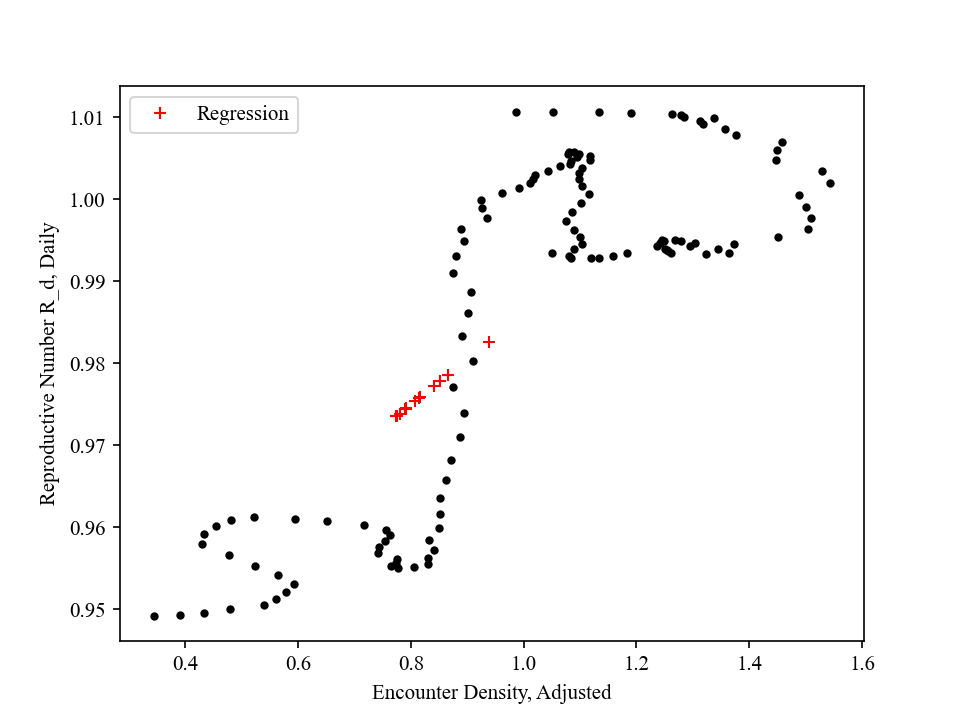 Regression
1.01
1.00
0.99
0.98
0.97
0.96
0.95
Reproductive Number R_d, Daily
0.4 0.6 0.8 1.0 1.2 1.4 1.6
Encounter Density, Adjusted